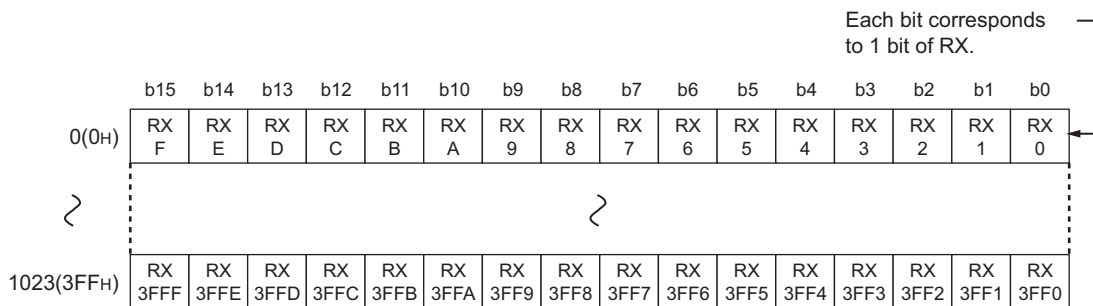 Each bit corresponds
to 1 bit of RX.
b15 b14 b13 b12 b11 b10 b9 b8 b7 b6 b5 b4 b3 b2 b1 b0
0(0H) RX RX RX RX RX RX RX RX RX RX RX RX RX RX RX RX
F E D C B A 9 8 7 6 5 4 3 2 1 0
1023(3FFH) RX RX RX RX RX RX RX RX RX RX RX RX RX RX RX RX
3FFF 3FFE 3FFD 3FFC 3FFB 3FFA 3FF9 3FF8 3FF7 3FF6 3FF5 3FF4 3FF3 3FF2 3FF1 3FF0